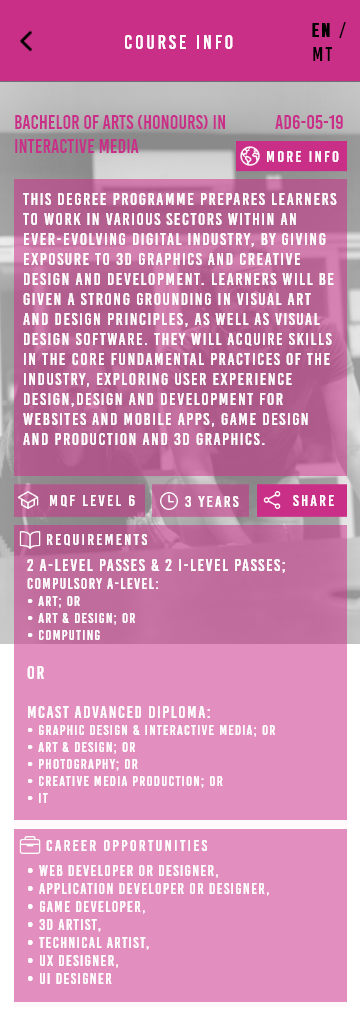 COURSE INFO
EN /
MT
BACHELOR OF ARTS (HONOURS) IN
INTERACTIVE MEDIA
AD6-05-19
MORE INFO
THIS DEGREE PROGRAMME PREPARES LEARNERS
TO WORK IN VARIOUS SECTORS WITHIN AN
EVER-EVOLVING DIGITAL INDUSTRY, BY GIVING
EXPOSURE TO 3D GRAPHICS AND CREATIVE
DESIGN AND DEVELOPMENT. LEARNERS WILL BE
GIVEN A STRONG GROUNDING IN VISUAL ART
AND DESIGN PRINCIPLES, AS WELL AS VISUAL
DESIGN SOFTWARE. THEY WILL ACQUIRE SKILLS
IN THE CORE FUNDAMENTAL PRACTICES OF THE
INDUSTRY, EXPLORING USER EXPERIENCE
DESIGN,DESIGN AND DEVELOPMENT FOR
WEBSITES AND MOBILE APPS, GAME DESIGN
AND PRODUCTION AND 3D GRAPHICS.
MQF LEVEL 6
3 YEARS
SHARE
REQUIREMENTS
2 A-LEVEL PASSES & 2 I-LEVEL PASSES;
COMPULSORY A-LEVEL:
• ART; OR
• ART & DESIGN; OR
• COMPUTING
OR
MCAST ADVANCED DIPLOMA:
• GRAPHIC DESIGN & INTERACTIVE MEDIA; OR
• ART & DESIGN; OR
• PHOTOGRAPHY; OR
• CREATIVE MEDIA PRODUCTION; OR
• IT
CAREER OPPORTUNITIES
• WEB DEVELOPER OR DESIGNER,
• APPLICATION DEVELOPER OR DESIGNER,
• GAME DEVELOPER,
• 3D ARTIST,
• TECHNICAL ARTIST,
• UX DESIGNER,
• UI DESIGNER